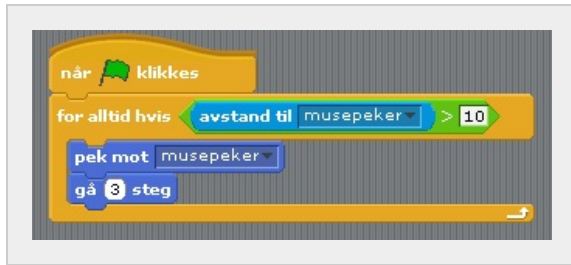 når klikkes
for alltid hvis avstand til musepeker > 10
pek mot musepeker
gå 3 steg